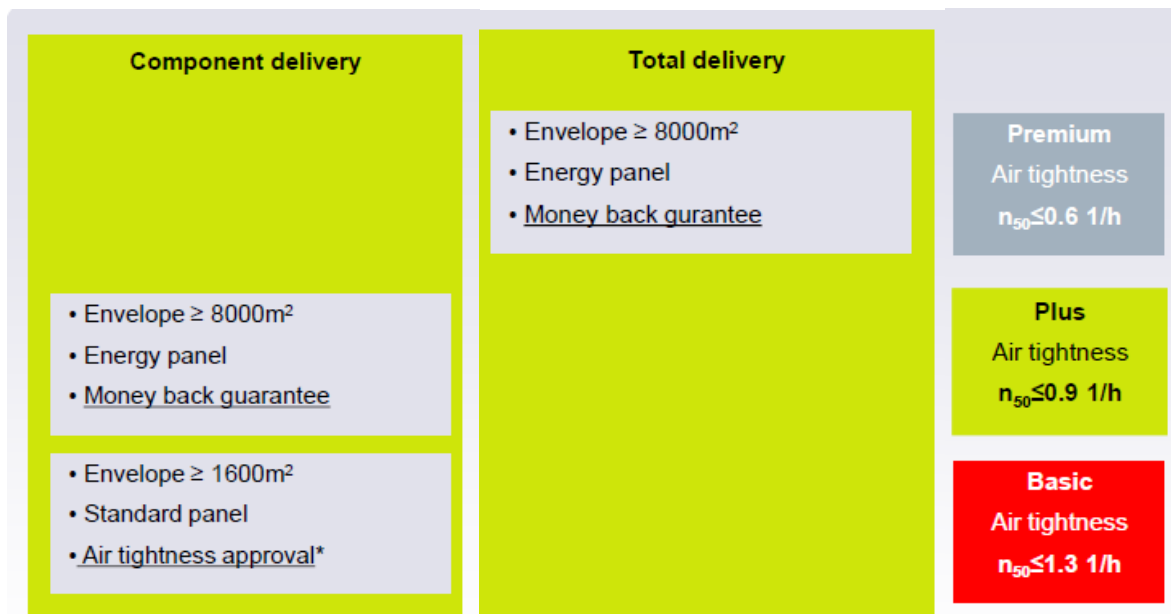 Component delivery
• Envelope ≥ 8000m²
• Energy panel
• Money back guarantee
• Envelope ≥ 1600m²
• Standard panel
• Air tightness approval*
Total delivery
• Envelope ≥ 8000m²
• Energy panel
• Money back gurantee
Premium
Air tightness
n₅₀≤0.6 1/h
Plus
Air tightness
n₅₀≤0.9 1/h
Basic
Air tightness
n₅₀≤1.3 1/h